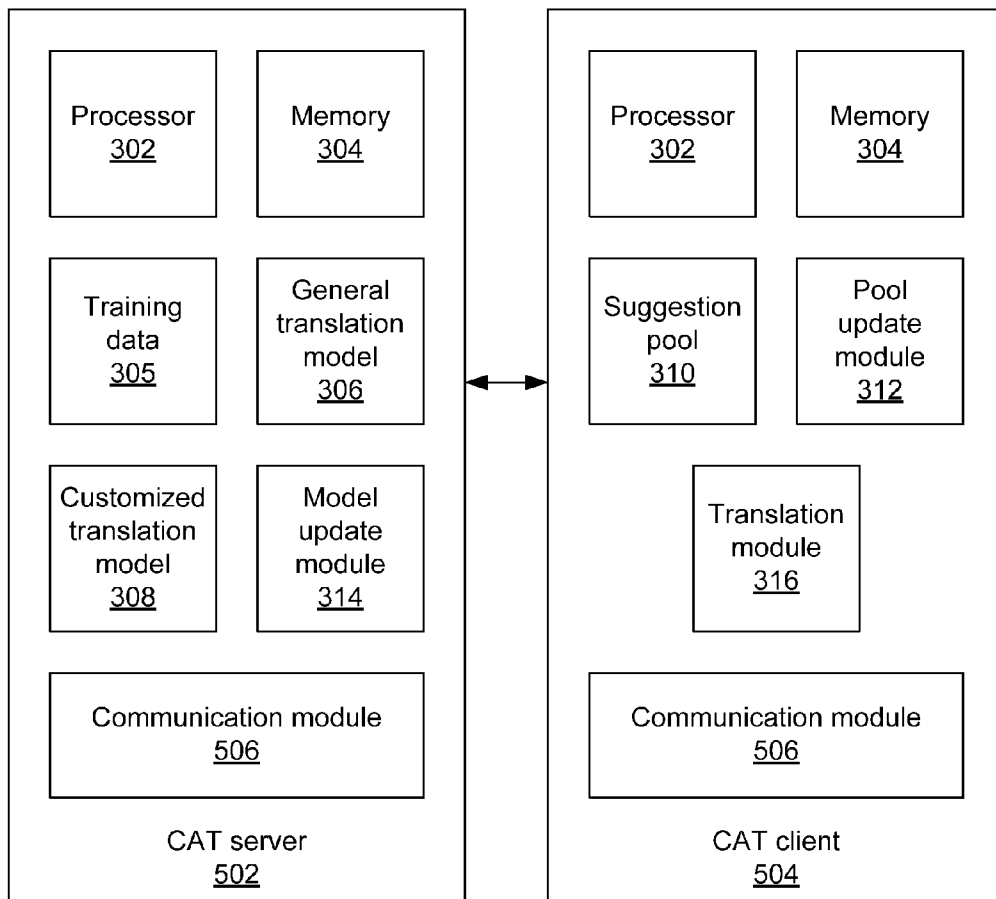 Processor
302
Memory
304
Training
data
305
General
translation
model
306
Customized
translation
model
308
Model
update
module
314
Communication module
506
CAT server
502
Processor
302
Memory
304
Suggestion
pool
310
Pool
update
module
312
Translation
module
316
Communication module
506
CAT client
504